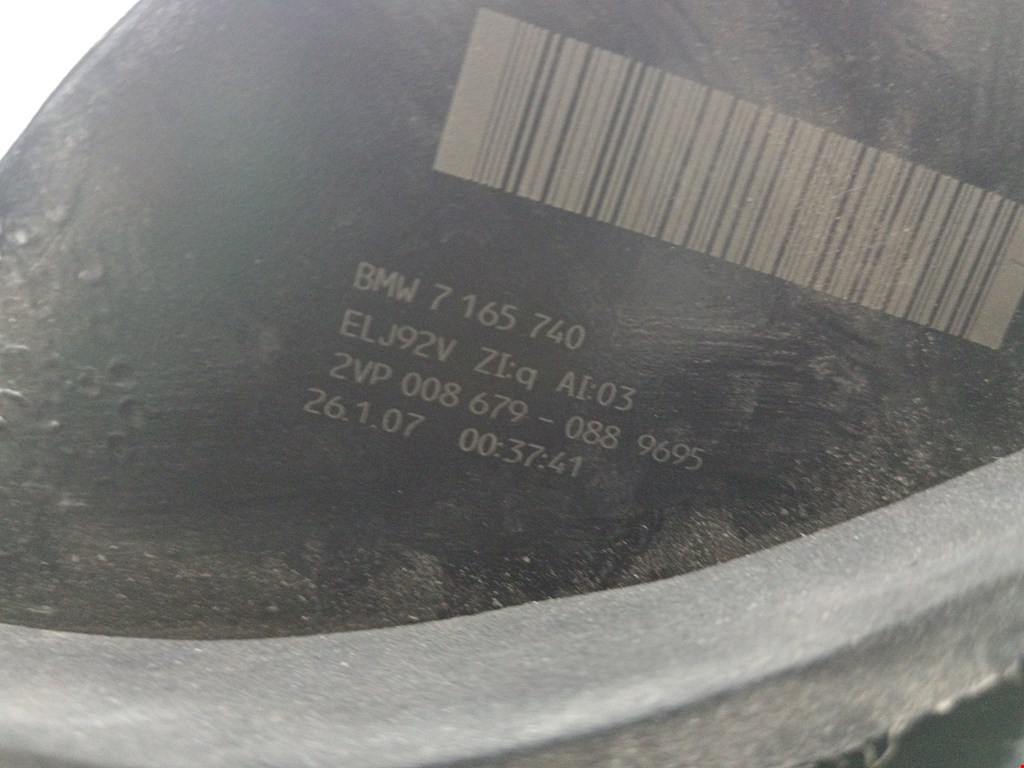 BMW 7 165 740
ELJ92V ZI:q AI:03
2VP 008 679 - 088 9695
26.1.07 00:37:41